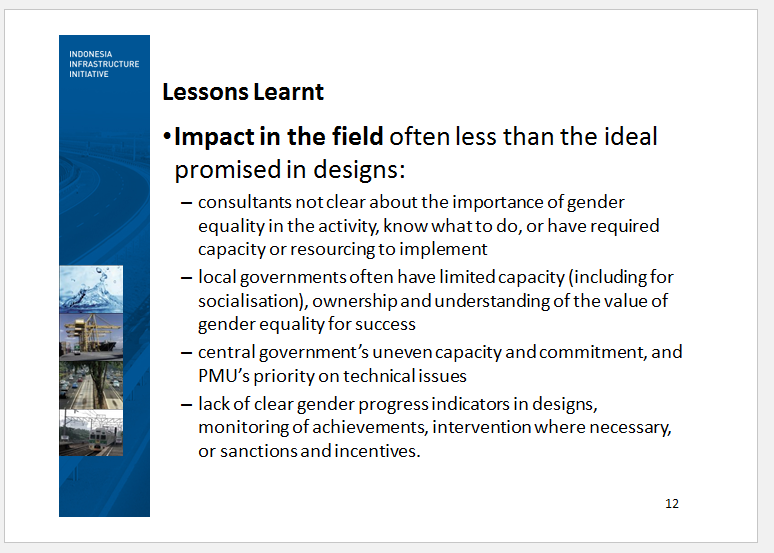 INDONESIA
INFRASTRUCTURE
INITIATIVE
Lessons Learnt
•Impact in the field often less than the ideal
promised in designs:
– consultants not clear about the importance of gender
equality in the activity, know what to do, or have required
capacity or resourcing to implement
– local governments often have limited capacity (including for
socialisation), ownership and understanding of the value of
gender equality for success
– central government’s uneven capacity and commitment, and
PMU’s priority on technical issues
– lack of clear gender progress indicators in designs,
monitoring of achievements, intervention where necessary,
or sanctions and incentives.
12